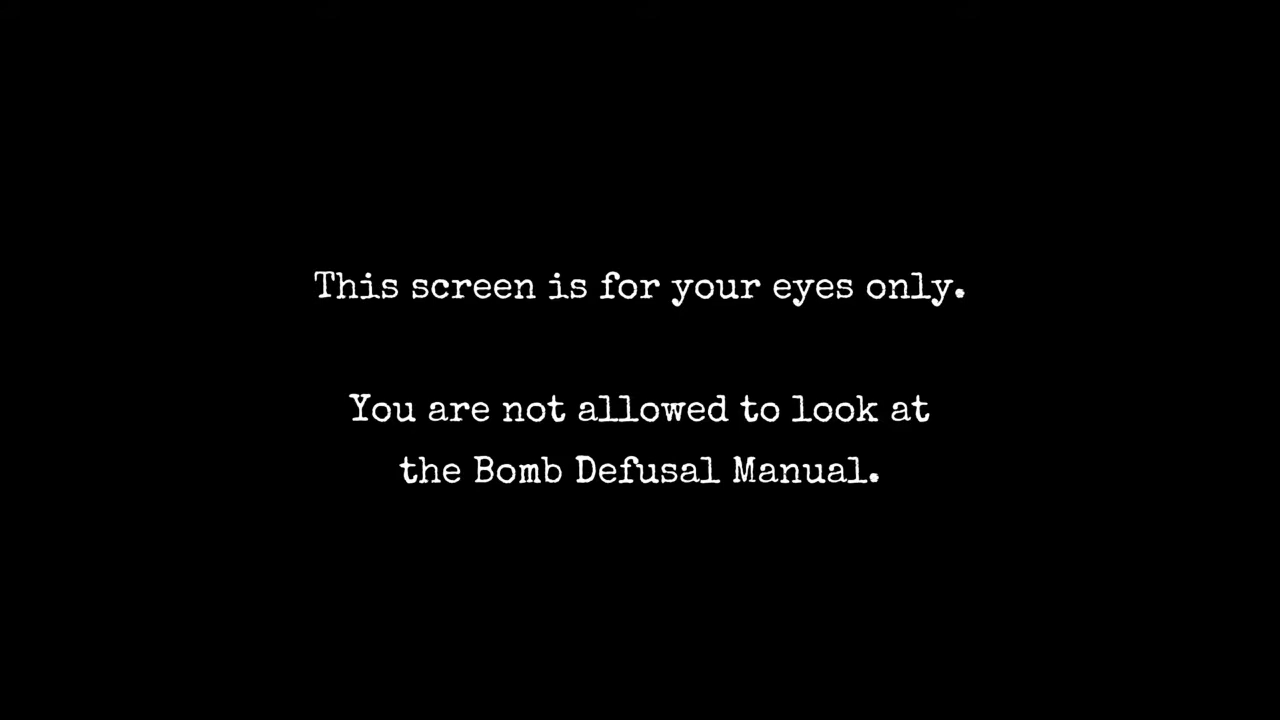 This screen is for your eyes only.
You are not allowed to look at
the Bomb Defusal Manual.